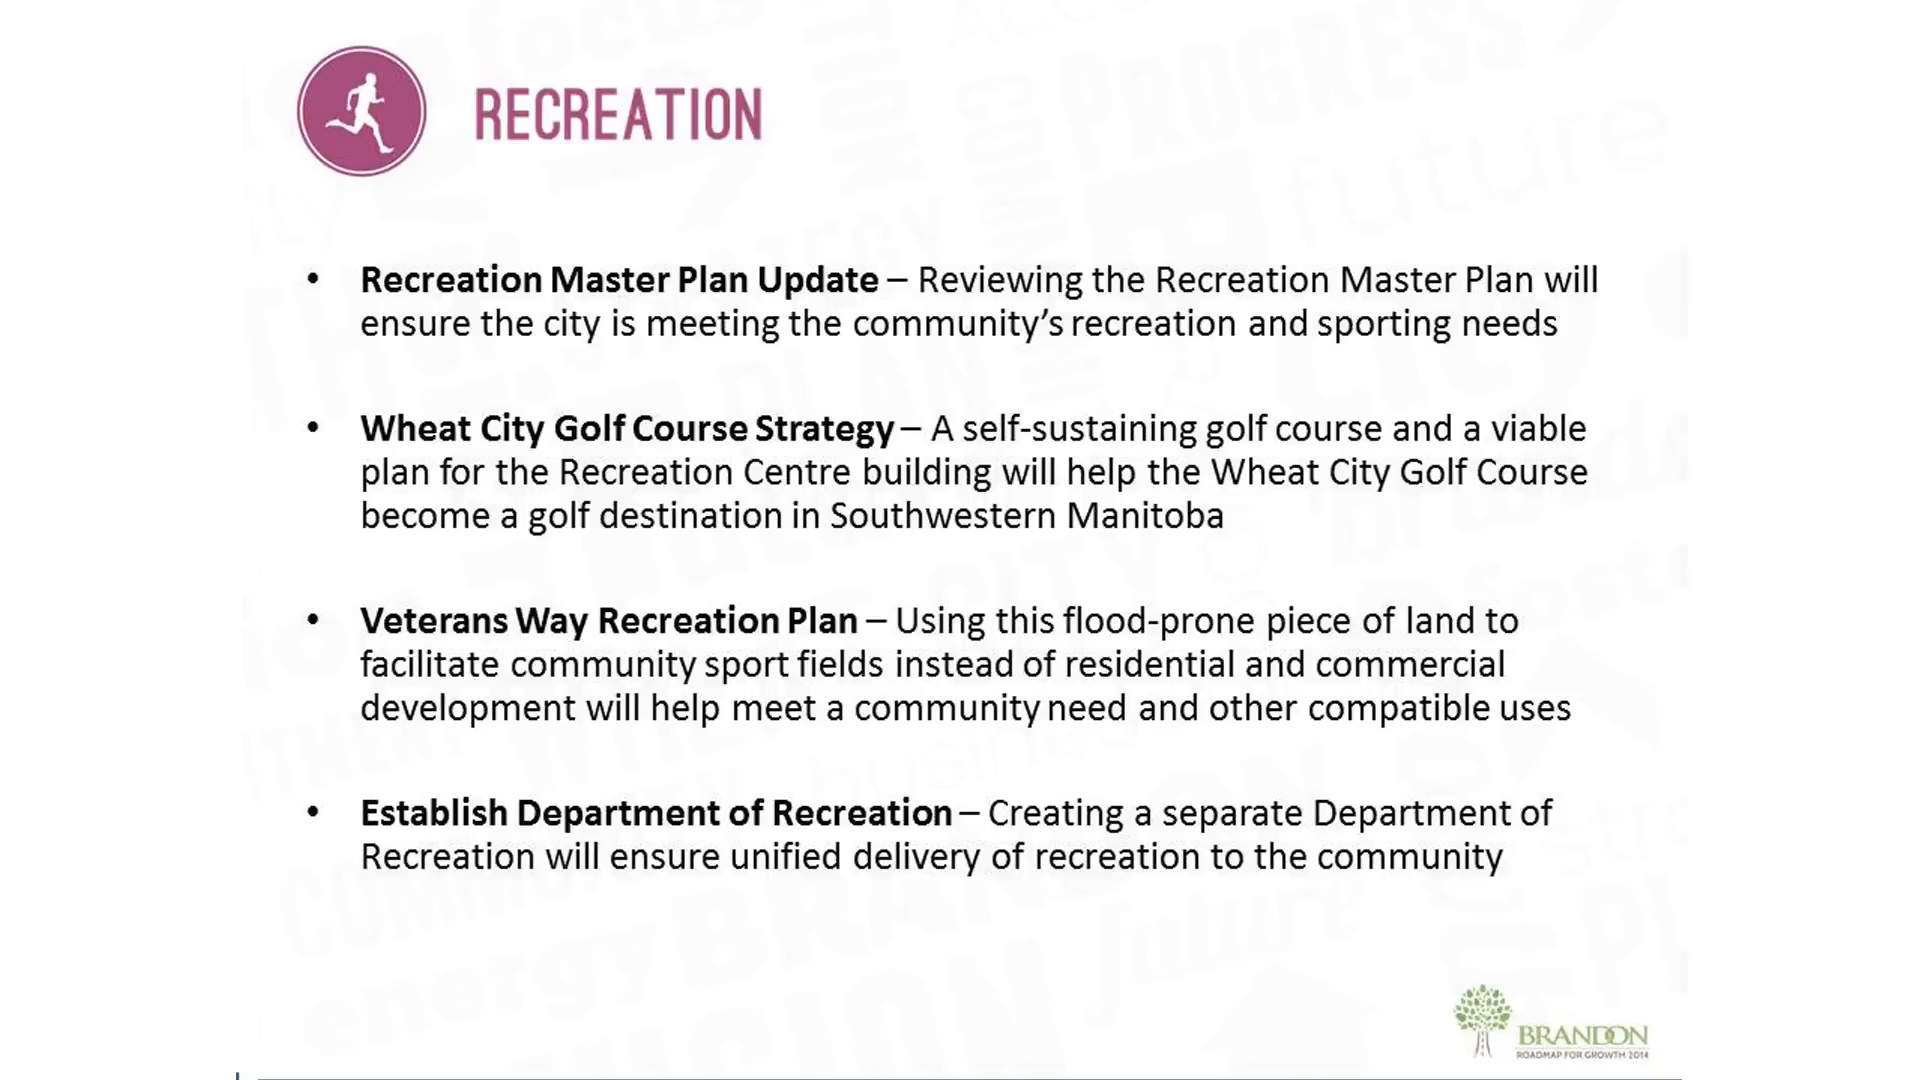 RECREATION
• Recreation Master Plan Update – Reviewing the Recreation Master Plan will
ensure the city is meeting the community’s recreation and sporting needs
• Wheat City Golf Course Strategy – A self-sustaining golf course and a viable
plan for the Recreation Centre building will help the Wheat City Golf Course
become a golf destination in Southwestern Manitoba
• Veterans Way Recreation Plan – Using this flood-prone piece of land to
facilitate community sport fields instead of residential and commercial
development will help meet a community need and other compatible uses
• Establish Department of Recreation – Creating a separate Department of
Recreation will ensure unified delivery of recreation to the community
BRANDON
ROADMAP FOR GROWTH 2014